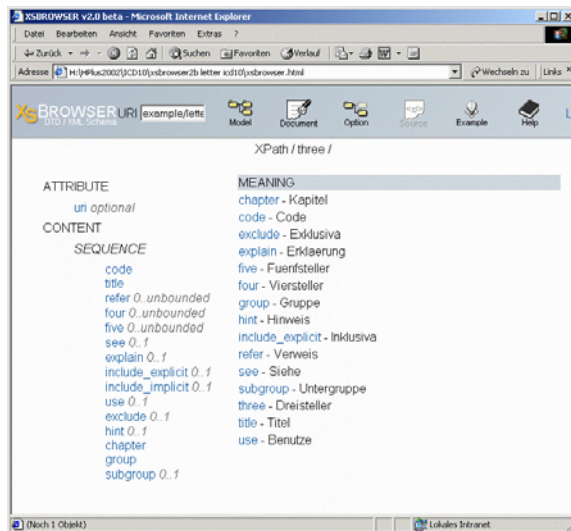 XSBROWSER v2.0 beta - Microsoft Internet Explorer
Datei Bearbeiten Ansicht Favoriten Extras ?
Zurück Suchen Favoriten Verlauf
Adresse H:\HPlus2002\ICD10\xsbrowser2b letter icd10\xsbrowser.html Wechseln zu Links
XSBROWSER URI example/lette Model Document Option Source Example Help
DTD / XML Schema
XPath / three /
ATTRIBUTE
uri optional
CONTENT
SEQUENCE
code
title
refer 0..unbounded
four 0..unbounded
five 0..unbounded
see 0..1
explain 0..1
include_explicit 0..1
include_implicit 0..1
use 0..1
exclude 0..1
hint 0..1
chapter
group
subgroup 0..1
MEANING
chapter - Kapitel
code - Code
exclude - Exklusiva
explain - Erklaerung
five - Fuenfsteller
four - Viersteller
group - Gruppe
hint - Hinweis
include_explicit - Inklusiva
refer - Verweis
see - Siehe
subgroup - Untergruppe
three - Dreisteller
title - Titel
use - Benutze
(Noch 1 Objekt) Lokales Intranet